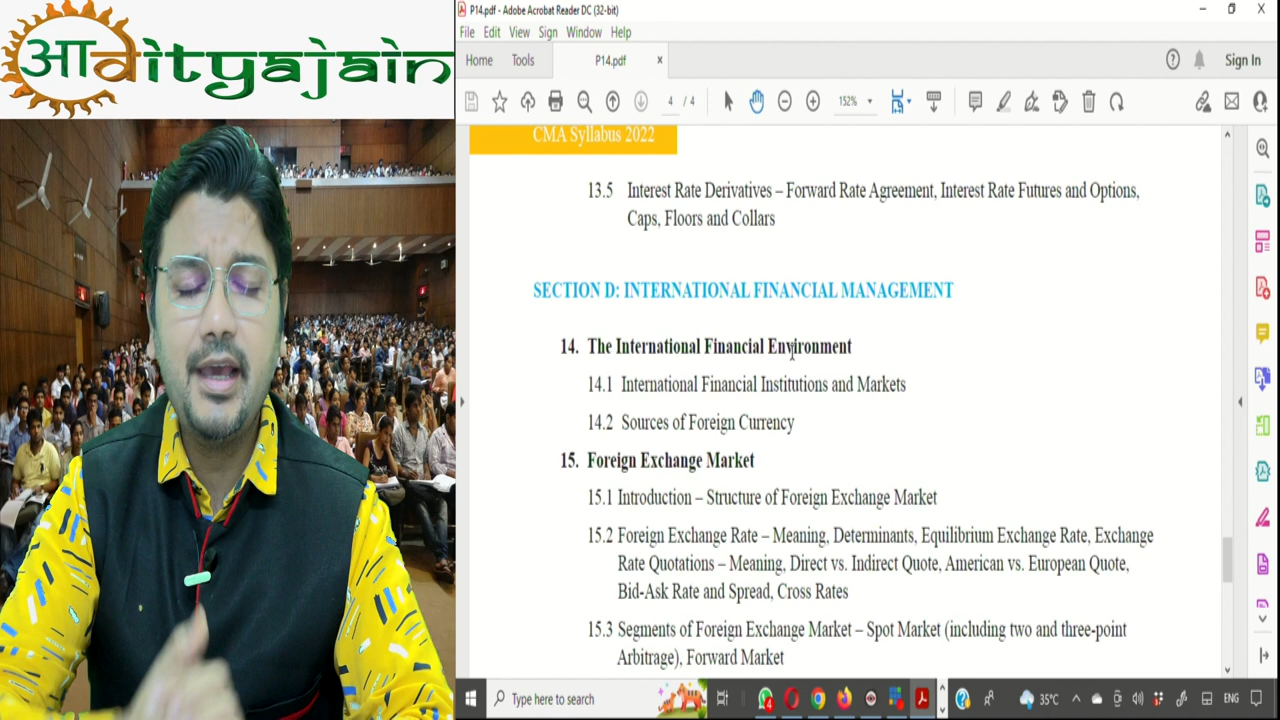 आdityajain
P14.pdf - Adobe Acrobat Reader DC (32-bit)
File Edit View Sign Window Help
Home Tools P14.pdf × Sign In
4 / 4 152%
CMA Syllabus 2022
13.5 Interest Rate Derivatives – Forward Rate Agreement, Interest Rate Futures and Options,
Caps, Floors and Collars
SECTION D: INTERNATIONAL FINANCIAL MANAGEMENT
14. The International Financial Environment
14.1 International Financial Institutions and Markets
14.2 Sources of Foreign Currency
15. Foreign Exchange Market
15.1 Introduction – Structure of Foreign Exchange Market
15.2 Foreign Exchange Rate – Meaning, Determinants, Equilibrium Exchange Rate, Exchange
Rate Quotations – Meaning, Direct vs. Indirect Quote, American vs. European Quote,
Bid-Ask Rate and Spread, Cross Rates
15.3 Segments of Foreign Exchange Market – Spot Market (including two and three-point
Arbitrage), Forward Market
Type here to search 4 35°C ENG